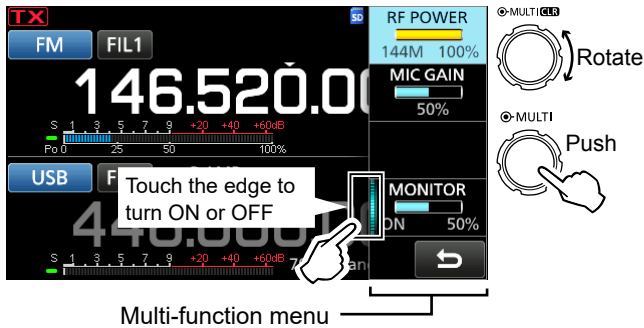 TX
SD
RF POWER
144M 100%
MULTI CLR
FM FIL1
Rotate
146.520.0
MIC GAIN
50%
S 1 3 5 7 9 +20 +40 +60dB
Po 0 25 50 100%
MULTI
Push
USB F
Touch the edge to
turn ON or OFF
MONITOR
ON 50%
S 1 3 5 7 9 +20 +40 +60dB
Multi-function menu